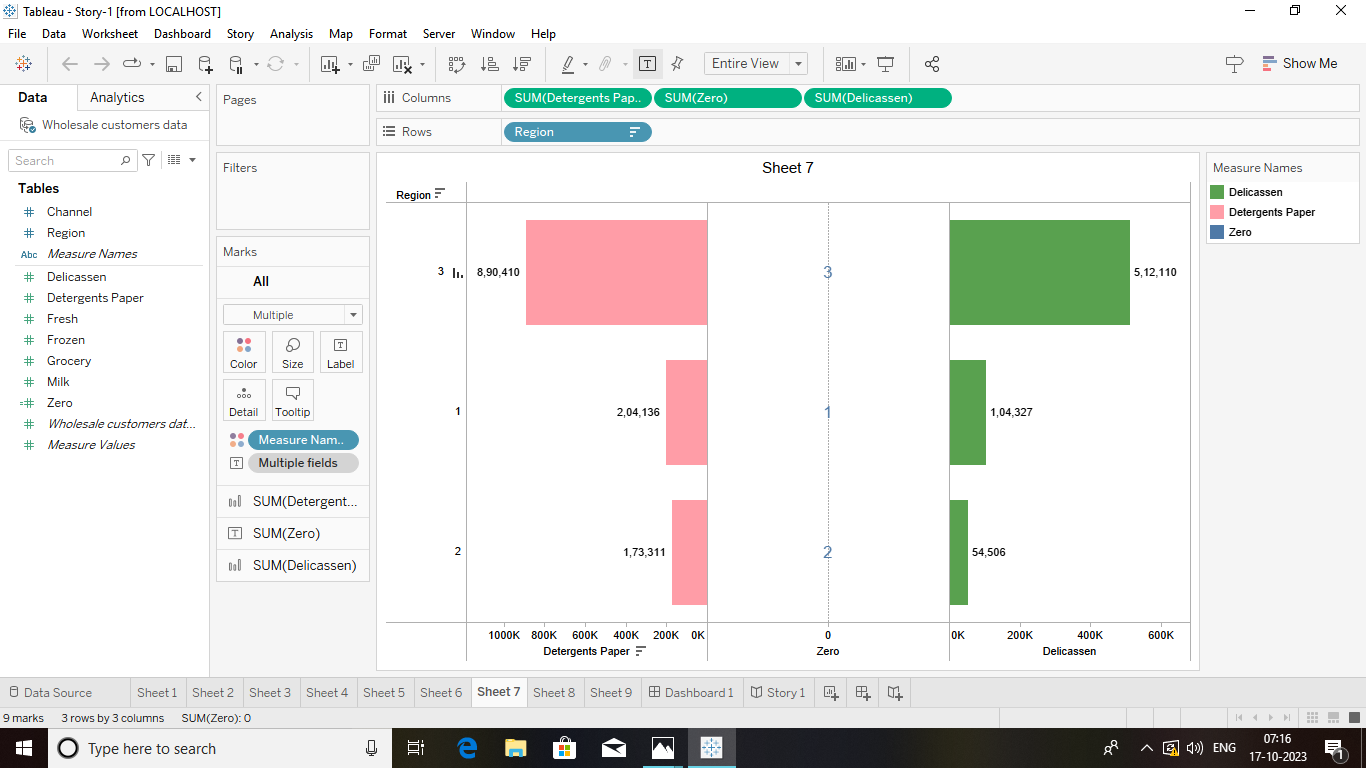 Tableau - Story-1 [from LOCALHOST]
File Data Worksheet Dashboard Story Analysis Map Format Server Window Help
Entire View
Show Me
Data Analytics
Wholesale customers data
Search
Tables
Channel
Region
Abc Measure Names
Delicassen
Detergents Paper
Fresh
Frozen
Grocery
Milk
Zero
Wholesale customers dat...
Measure Values
Pages
Filters
Marks
All
Multiple
Color Size Label
Detail Tooltip
Measure Nam..
Multiple fields
SUM(Detergent...
SUM(Zero)
SUM(Delicassen)
Columns SUM(Detergents Pap.. SUM(Zero) SUM(Delicassen)
Rows Region
Sheet 7
Region
3 8,90,410 3 5,12,110
1 2,04,136 1 1,04,327
2 1,73,311 2 54,506
1000K 800K 600K 400K 200K 0K 0 0K 200K 400K 600K
Detergents Paper Zero Delicassen
Measure Names
Delicassen
Detergents Paper
Zero
Data Source Sheet 1 Sheet 2 Sheet 3 Sheet 4 Sheet 5 Sheet 6 Sheet 7 Sheet 8 Sheet 9 Dashboard 1 Story 1
9 marks 3 rows by 3 columns SUM(Zero): 0
Type here to search
ENG
07:16
17-10-2023
1